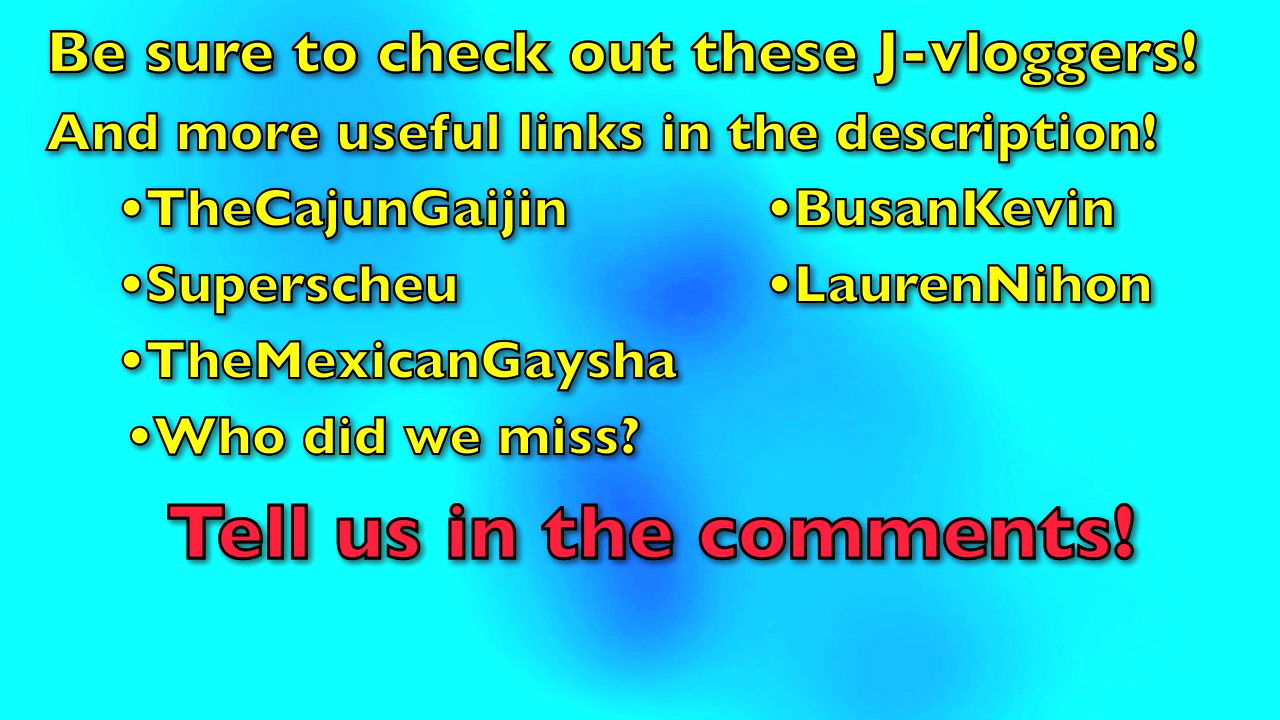 Be sure to check out these J-vloggers!
And more useful links in the description!
•TheCajunGaijin •BusanKevin
•Superscheu •LaurenNihon
•TheMexicanGaysha
•Who did we miss?
Tell us in the comments!